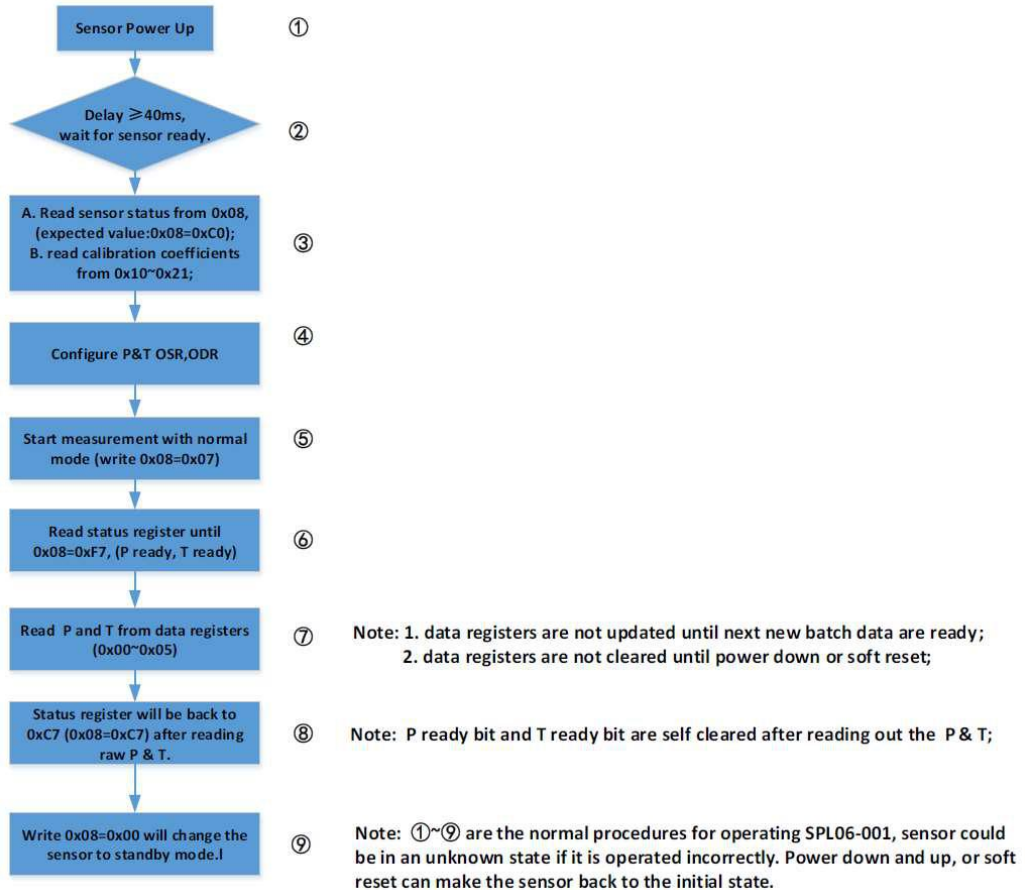 Sensor Power Up
①
Delay ≥40ms,
wait for sensor ready.
②
A. Read sensor status from 0x08,
(expected value:0x08=0xC0);
B. read calibration coefficients
from 0x10~0x21;
③
Configure P&T OSR,ODR
④
Start measurement with normal
mode (write 0x08=0x07)
⑤
Read status register until
0x08=0xF7, (P ready, T ready)
⑥
Read P and T from data registers
(0x00~0x05)
⑦
Note: 1. data registers are not updated until next new batch data are ready;
2. data registers are not cleared until power down or soft reset;
Status register will be back to
0xC7 (0x08=0xC7) after reading
raw P & T.
⑧
Note: P ready bit and T ready bit are self cleared after reading out the P & T;
Write 0x08=0x00 will change the
sensor to standby mode.l
⑨
Note: ①~⑨ are the normal procedures for operating SPL06-001, sensor could
be in an unknown state if it is operated incorrectly. Power down and up, or soft
reset can make the sensor back to the initial state.